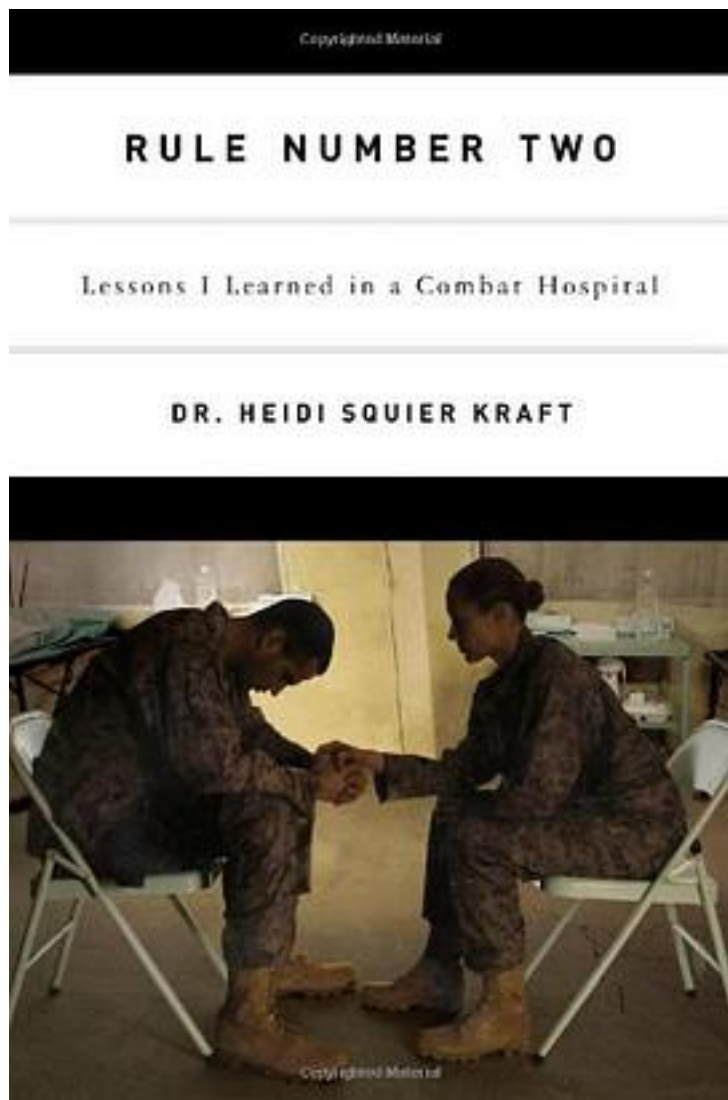 Copyrighted Material
RULE NUMBER TWO
Lessons I Learned in a Combat Hospital
DR. HEIDI SQUIER KRAFT
Copyrighted Material